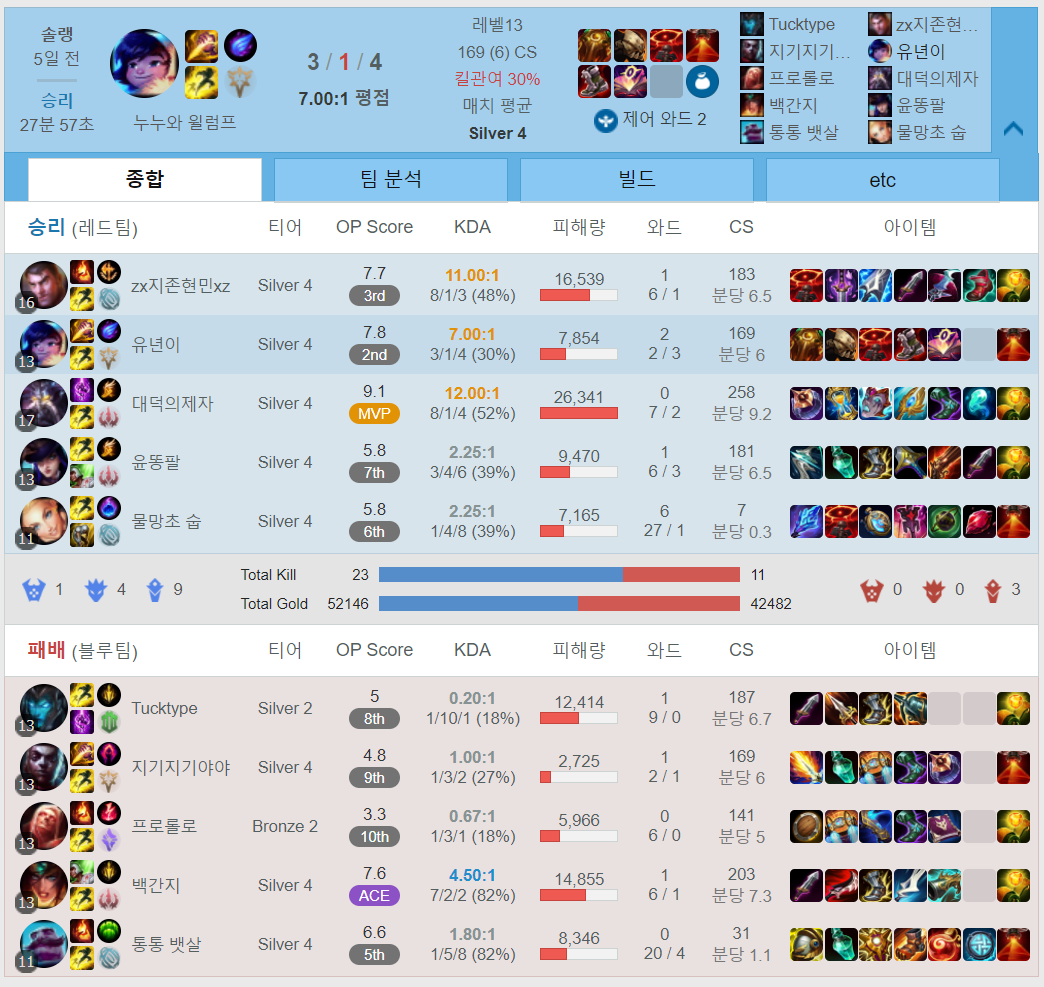 솔랭
5일 전
승리
27분 57초
누누와 윌럼프
3 / 1 / 4
7.00:1 평점
레벨13
169 (6) CS
킬관여 30%
매치 평균
Silver 4
제어 와드 2
Tucktype
지기지기...
프로롤로
백간지
통통 뱃살
zx지존현...
유년이
대덕의제자
윤똥팔
물망초 숩
종합 팀 분석 빌드 etc
승리 (레드팀) 티어 OP Score KDA 피해량 와드 CS 아이템
7.7 11.00:1 16,539 1 183
16 zx지존현민xz Silver 4 3rd 8/1/3 (48%) 6 / 1 분당 6.5
7.8 7.00:1 7,854 2 169
13 유년이 Silver 4 2nd 3/1/4 (30%) 2 / 3 분당 6
9.1 12.00:1 26,341 0 258
17 대덕의제자 Silver 4 MVP 8/1/4 (52%) 7 / 2 분당 9.2
5.8 2.25:1 9,470 1 181
13 윤똥팔 Silver 4 7th 3/4/6 (39%) 6 / 3 분당 6.5
5.8 2.25:1 7,165 6 7
11 물망초 숩 Silver 4 6th 1/4/8 (39%) 27 / 1 분당 0.3
1 4 9 Total Kill 23 11 0 0 3
Total Gold 52146 42482
패배 (블루팀) 티어 OP Score KDA 피해량 와드 CS 아이템
5 0.20:1 12,414 1 187
13 Tucktype Silver 2 8th 1/10/1 (18%) 9 / 0 분당 6.7
4.8 1.00:1 2,725 1 169
13 지기지기야야 Silver 4 9th 1/3/2 (27%) 2 / 1 분당 6
3.3 0.67:1 5,966 0 141
13 프로롤로 Bronze 2 10th 1/3/1 (18%) 6 / 0 분당 5
7.6 4.50:1 14,855 1 203
13 백간지 Silver 4 ACE 7/2/2 (82%) 6 / 1 분당 7.3
6.6 1.80:1 8,346 0 31
11 통통 뱃살 Silver 4 5th 1/5/8 (82%) 20 / 4 분당 1.1